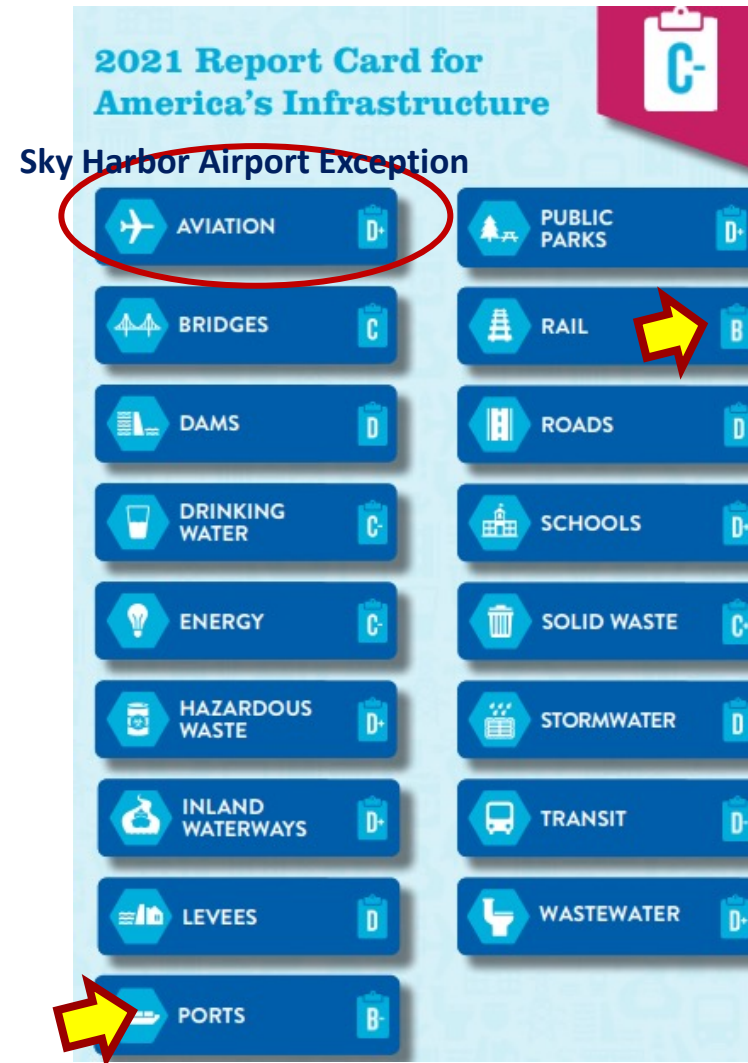 2021 Report Card for
America's Infrastructure
C-
Sky Harbor Airport Exception
AVIATION D+
BRIDGES C
DAMS D
DRINKING
WATER C-
ENERGY C-
HAZARDOUS
WASTE D+
INLAND
WATERWAYS D+
LEVEES D
PORTS B-
PUBLIC
PARKS D+
RAIL B
ROADS D
SCHOOLS D+
SOLID WASTE C+
STORMWATER D
TRANSIT D-
WASTEWATER D+